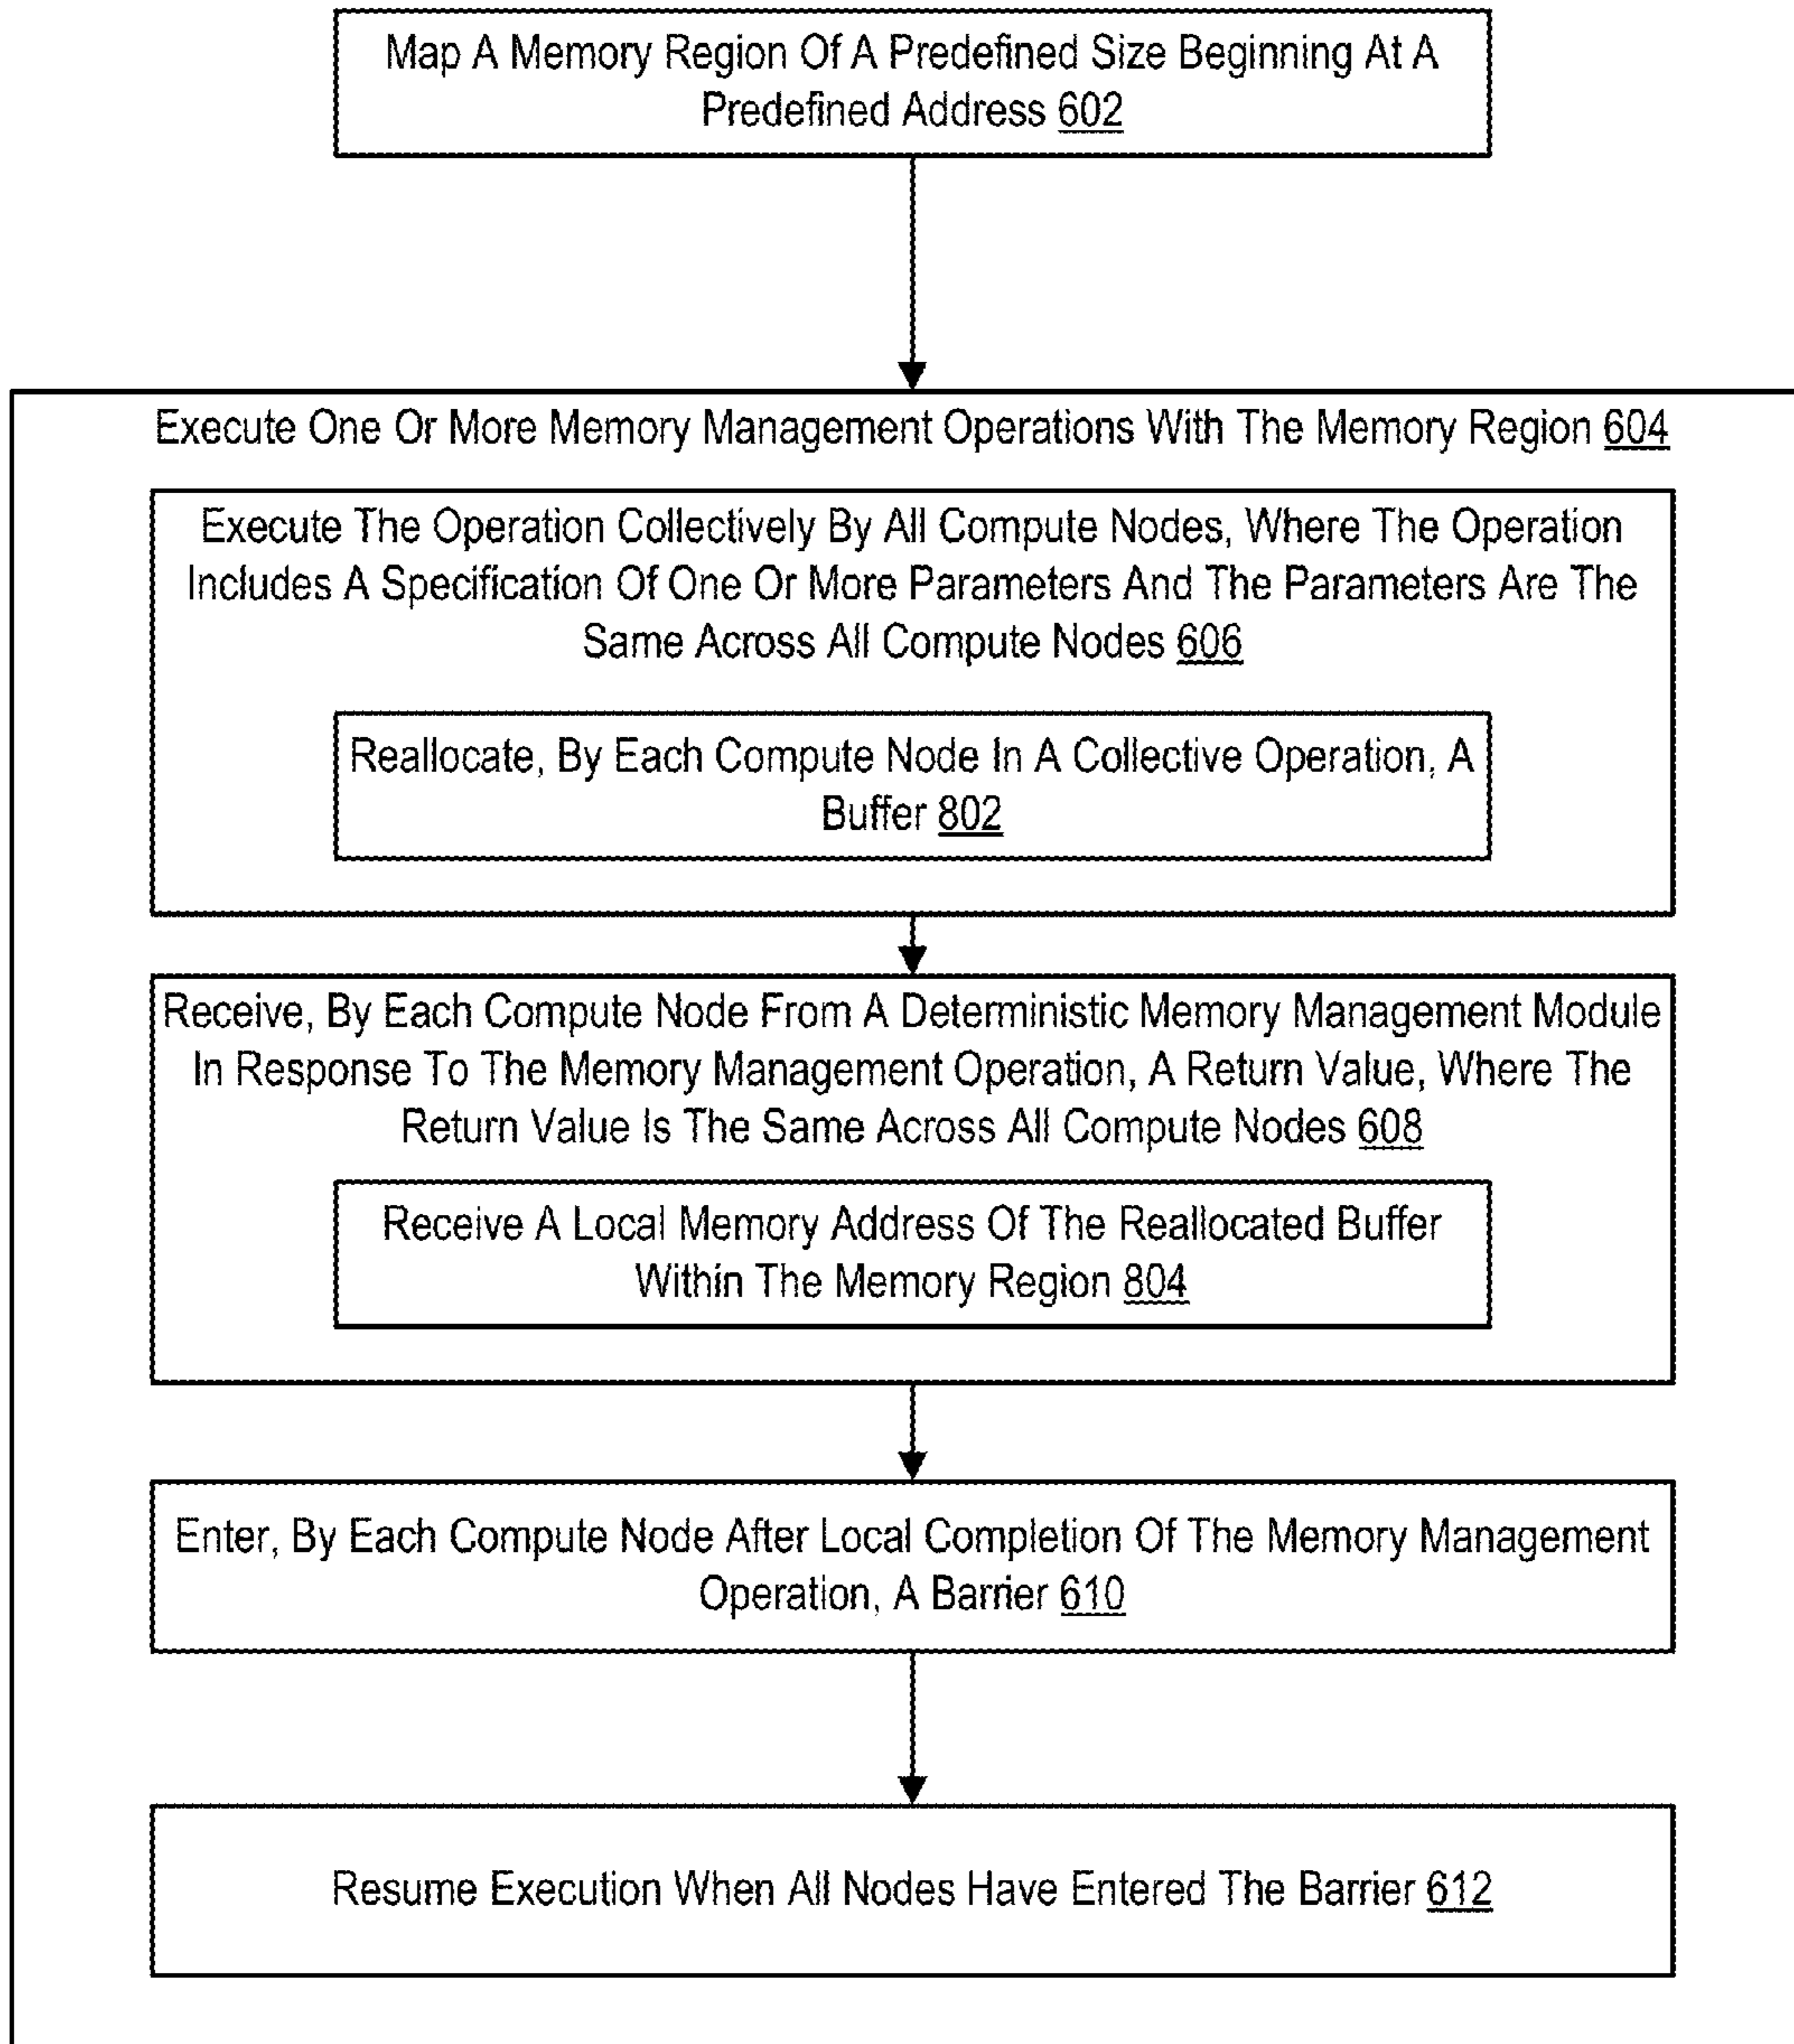 Map A Memory Region Of A Predefined Size Beginning At A
Predefined Address 602
Execute One Or More Memory Management Operations With The Memory Region 604
Execute The Operation Collectively By All Compute Nodes, Where The Operation
Includes A Specification Of One Or More Parameters And The Parameters Are The
Same Across All Compute Nodes 606
Reallocate, By Each Compute Node In A Collective Operation, A
Buffer 802
Receive, By Each Compute Node From A Deterministic Memory Management Module
In Response To The Memory Management Operation, A Return Value, Where The
Return Value Is The Same Across All Compute Nodes 608
Receive A Local Memory Address Of The Reallocated Buffer
Within The Memory Region 804
Enter, By Each Compute Node After Local Completion Of The Memory Management
Operation, A Barrier 610
Resume Execution When All Nodes Have Entered The Barrier 612